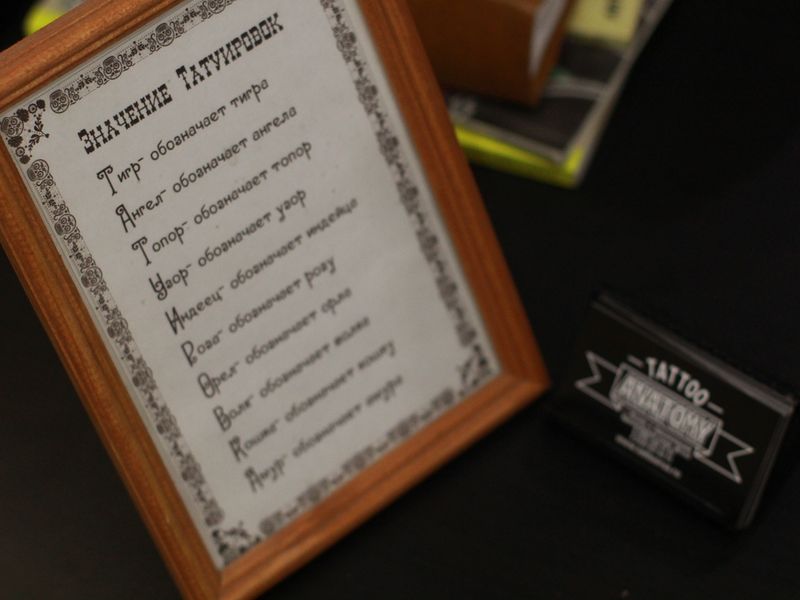 Значение Татуировок
Тигр- обозначает тигра
Ангел- обозначает ангела
Топор- обозначает топор
Узор- обозначает узор
Индеец- обозначает индейца
Роза- обозначает розу
Орел- обозначает орла
Волк- обозначает волка
Кошка- обозначает кошку
Амур- обозначает амура
TATTOO
ANATOMY